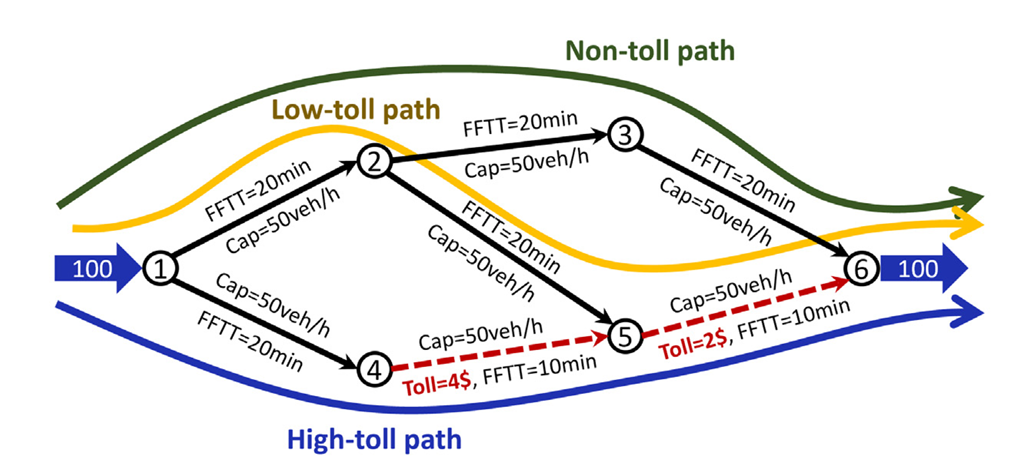 Non-toll path
Low-toll path
FFTT=20min
3
Cap=50veh/h
2
FFTT=20min
Cap=50veh/h
FFTT=20min
Cap=50veh/h
FFTT=20min
Cap=50veh/h
100
1
6
100
Cap=50veh/h
FFTT=20min
Cap=50veh/h
Toll=2$, FFTT=10min
5
Cap=50veh/h
Toll=4$, FFTT=10min
4
High-toll path